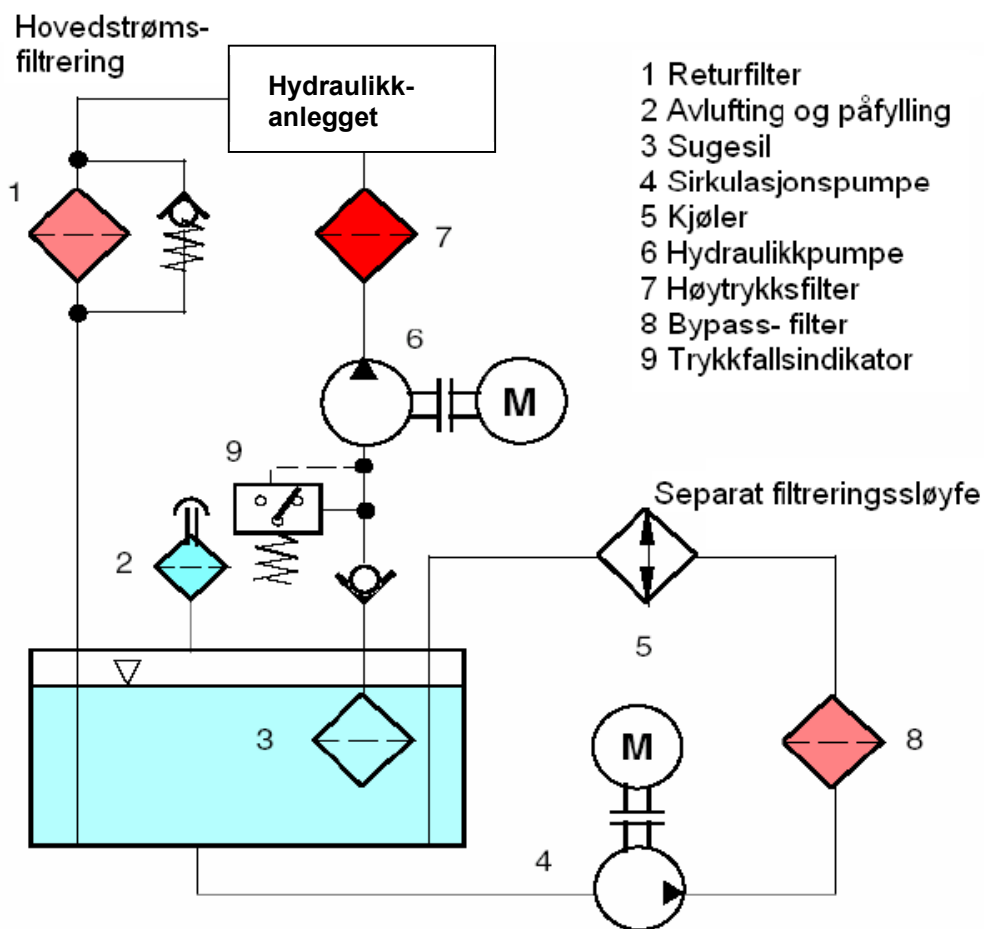 Hovedstrøms-
filtrering
Hydraulikk-
anlegget
1 Returfilter
2 Avlufting og påfylling
3 Sugesil
4 Sirkulasjonspumpe
5 Kjøler
6 Hydraulikkpumpe
7 Høytrykksfilter
8 Bypass- filter
9 Trykkfallsindikator
1
7
6
M
9
2
Separat filtreringssløyfe
5
3
M
8
4